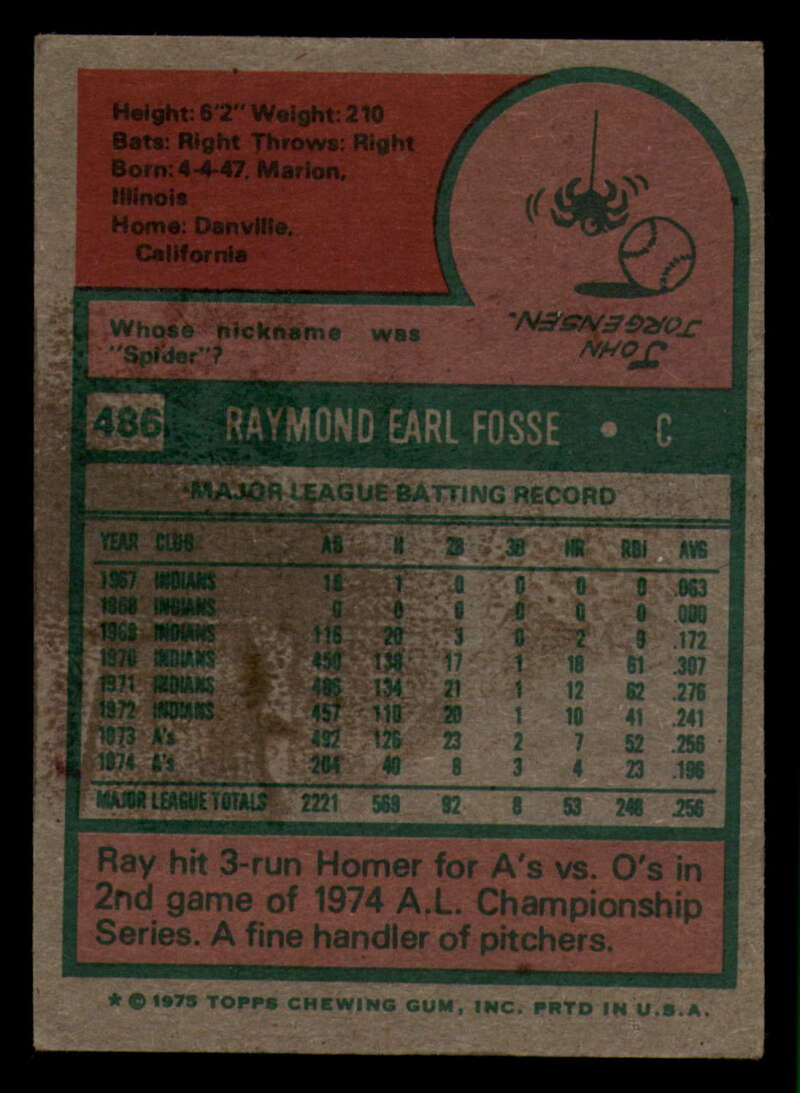 Height: 6'2" Weight: 210
Bats: Right Throws: Right
Born: 4-4-47, Marion,
Illinois
Home: Danville,
California
Whose nickname was
"Spider"?
JOHN
JORGENSEN.
486 RAYMOND EARL FOSSE • C
MAJOR LEAGUE BATTING RECORD
YEAR CLUB AB H 2B 3B HR RBI AVG
1967 INDIANS 16 1 0 0 0 0 .063
1968 INDIANS 0 0 0 0 0 0 .000
1969 INDIANS 116 20 3 0 2 9 .172
1970 INDIANS 450 138 17 1 18 61 .307
1971 INDIANS 486 134 21 1 12 62 .276
1972 INDIANS 457 110 20 1 10 41 .241
1973 A's 492 126 23 2 7 52 .256
1974 A's 204 40 8 3 4 23 .196
MAJOR LEAGUE TOTALS 2221 569 92 8 53 248 .256
Ray hit 3-run Homer for A's vs. O's in
2nd game of 1974 A.L. Championship
Series. A fine handler of pitchers.
* © 1975 TOPPS CHEWING GUM, INC. PRTD IN U.S.A.